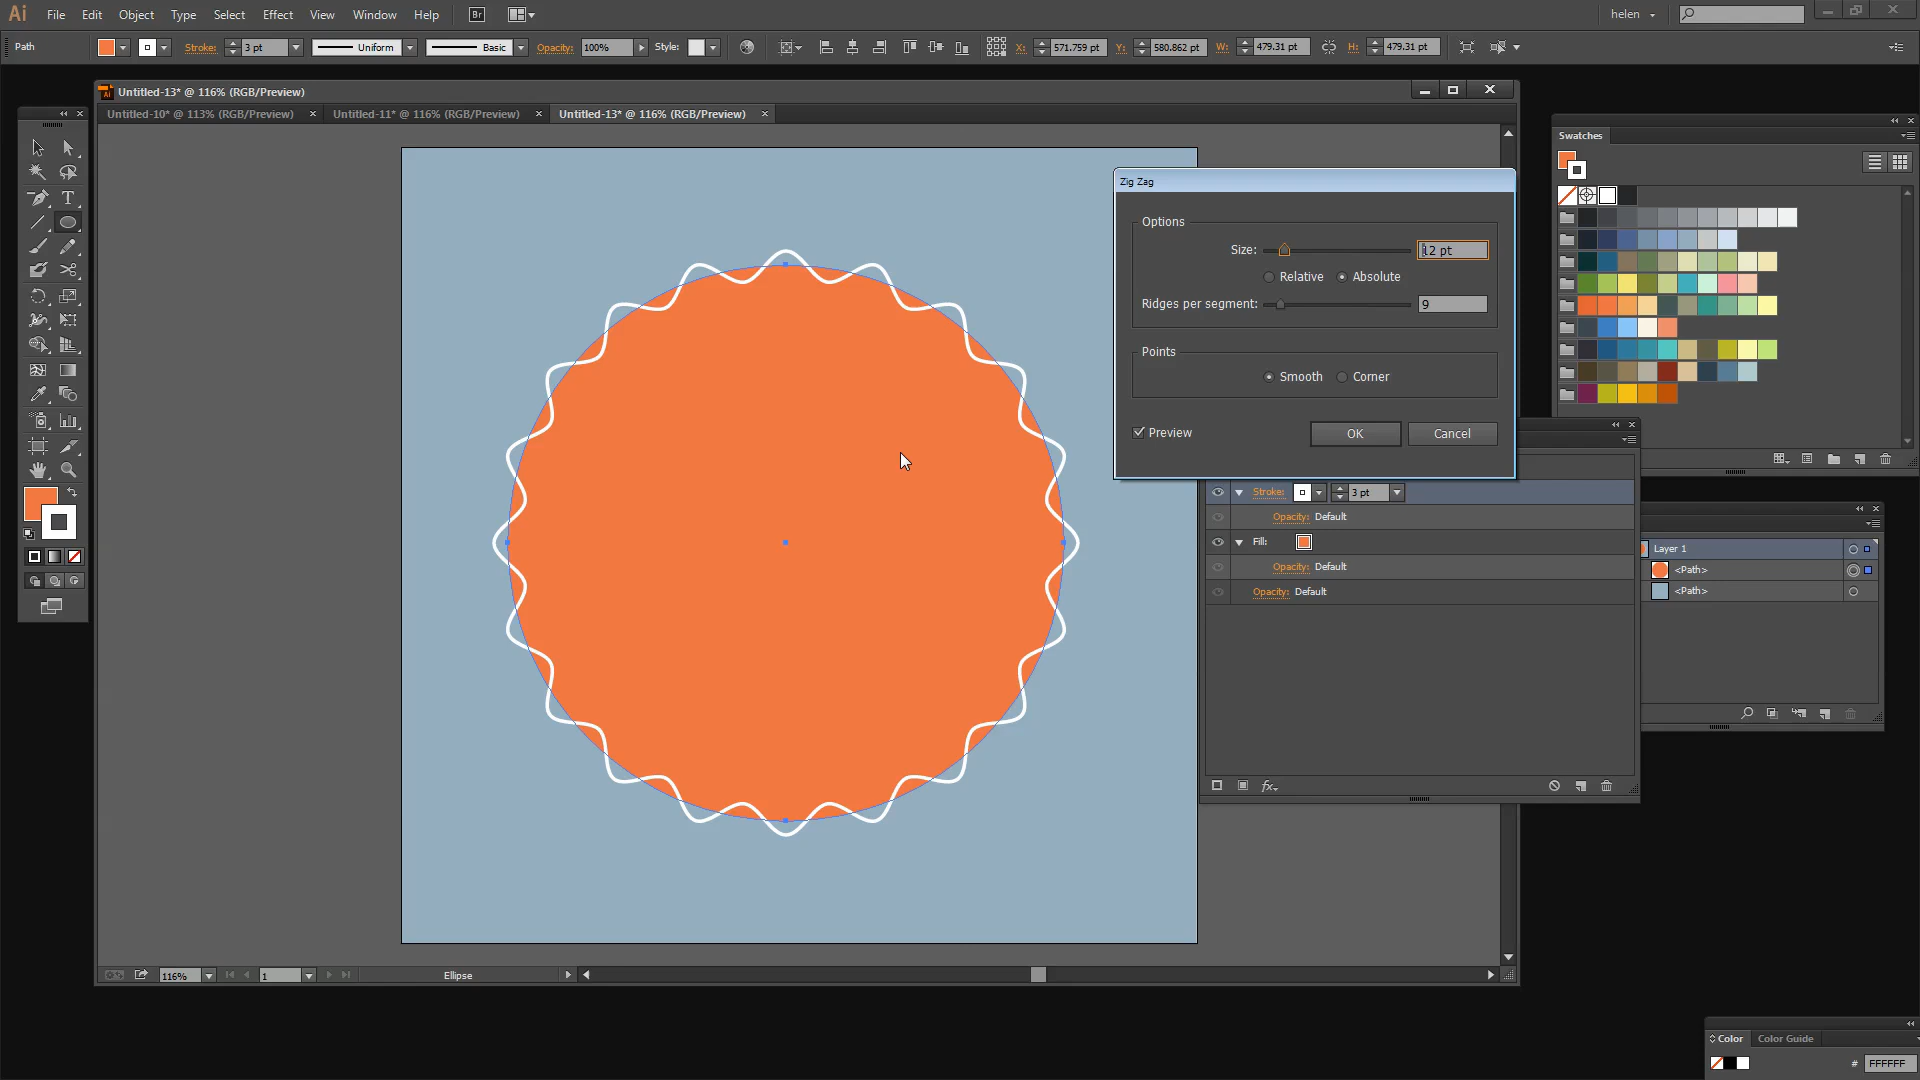 Ai File Edit Object Type Select Effect View Window Help Br helen
Path Stroke: 3 pt Uniform Basic Opacity: 100% Style: X: 571.759 pt Y: 580.862 pt W: 479.31 pt H: 479.31 pt
Ai Untitled-13* @ 116% (RGB/Preview)
Untitled-10* @ 113% (RGB/Preview) Untitled-11* @ 116% (RGB/Preview) Untitled-13* @ 116% (RGB/Preview)
Swatches
Zig Zag
Options
Size: 12 pt
Relative Absolute
Ridges per segment: 9
Points
Smooth Corner
Preview OK Cancel
Stroke: 3 pt
Opacity: Default
Fill:
Opacity: Default
Opacity: Default
Layer 1
<Path>
<Path>
fx
116% 1 Ellipse
Color Color Guide
# FFFFFF